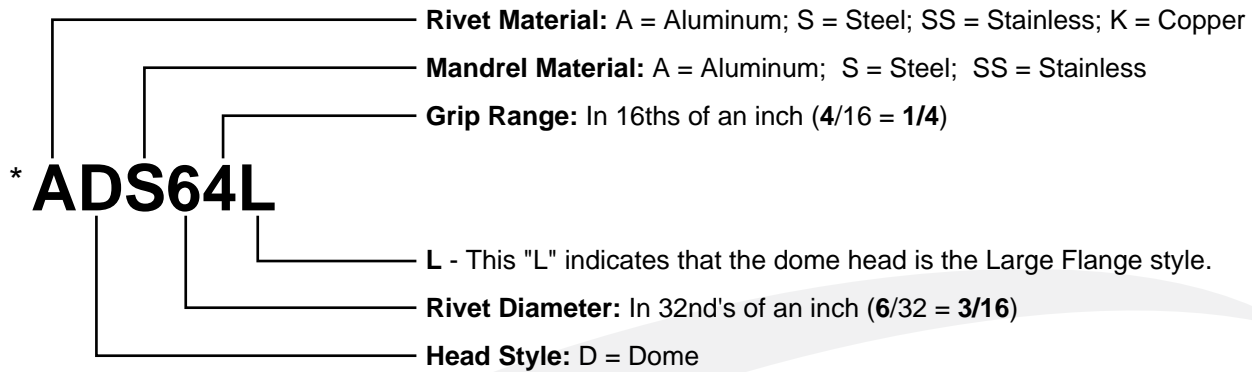 Rivet Material: A = Aluminum; S = Steel; SS = Stainless; K = Copper
Mandrel Material: A = Aluminum;  S = Steel;  SS = Stainless
Grip Range: In 16ths of an inch (4/16 = 1/4)
* ADS64L
L - This "L" indicates that the dome head is the Large Flange style.
Rivet Diameter: In 32nd's of an inch (6/32 = 3/16)
Head Style: D = Dome